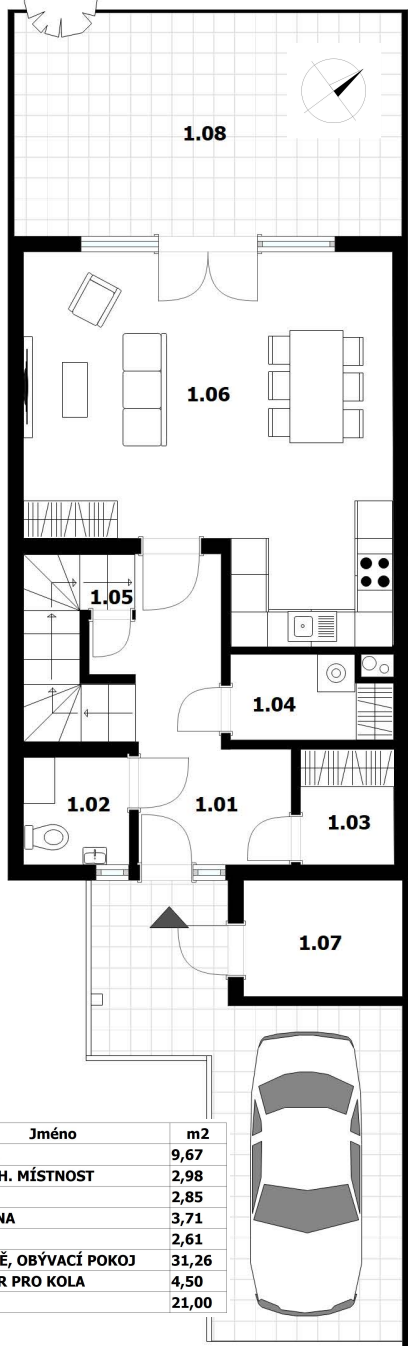 1.08
1.06
1.05
1.04
1.02
1.01
1.03
1.07
Jméno m2
9,67
H. MÍSTNOST 2,98
2,85
NA 3,71
2,61
Ě, OBÝVACÍ POKOJ 31,26
R PRO KOLA 4,50
21,00